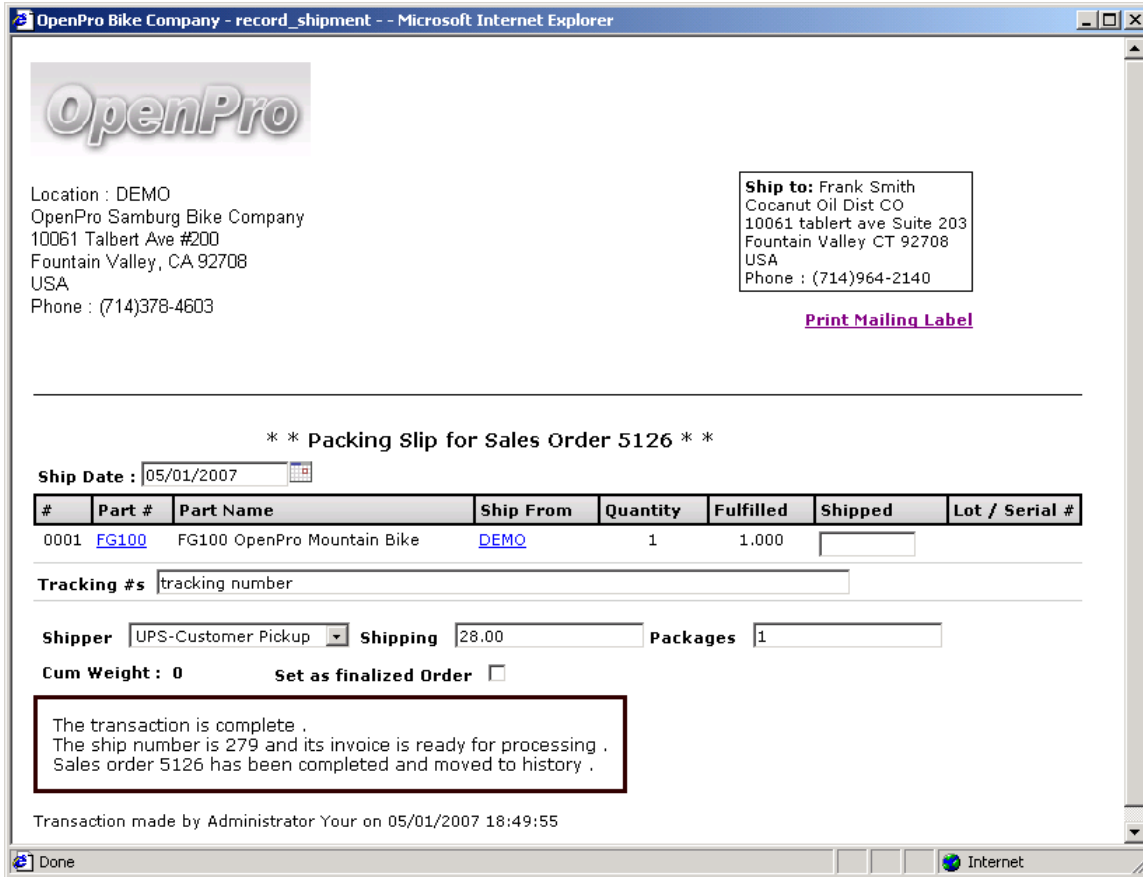 OpenPro Bike Company - record_shipment - - Microsoft Internet Explorer
OpenPro
Location : DEMO
OpenPro Samburg Bike Company
10061 Talbert Ave #200
Fountain Valley, CA 92708
USA
Phone : (714)378-4603
Ship to: Frank Smith
Cocanut Oil Dist CO
10061 tablert ave Suite 203
Fountain Valley CT 92708
USA
Phone : (714)964-2140
Print Mailing Label
* * Packing Slip for Sales Order 5126 * *
Ship Date : 05/01/2007
# Part # Part Name Ship From Quantity Fulfilled Shipped Lot / Serial #
0001 FG100 FG100 OpenPro Mountain Bike DEMO 1 1.000
Tracking #s tracking number
Shipper UPS-Customer Pickup Shipping 28.00 Packages 1
Cum Weight : 0 Set as finalized Order
The transaction is complete .
The ship number is 279 and its invoice is ready for processing .
Sales order 5126 has been completed and moved to history .
Transaction made by Administrator Your on 05/01/2007 18:49:55
Done Internet